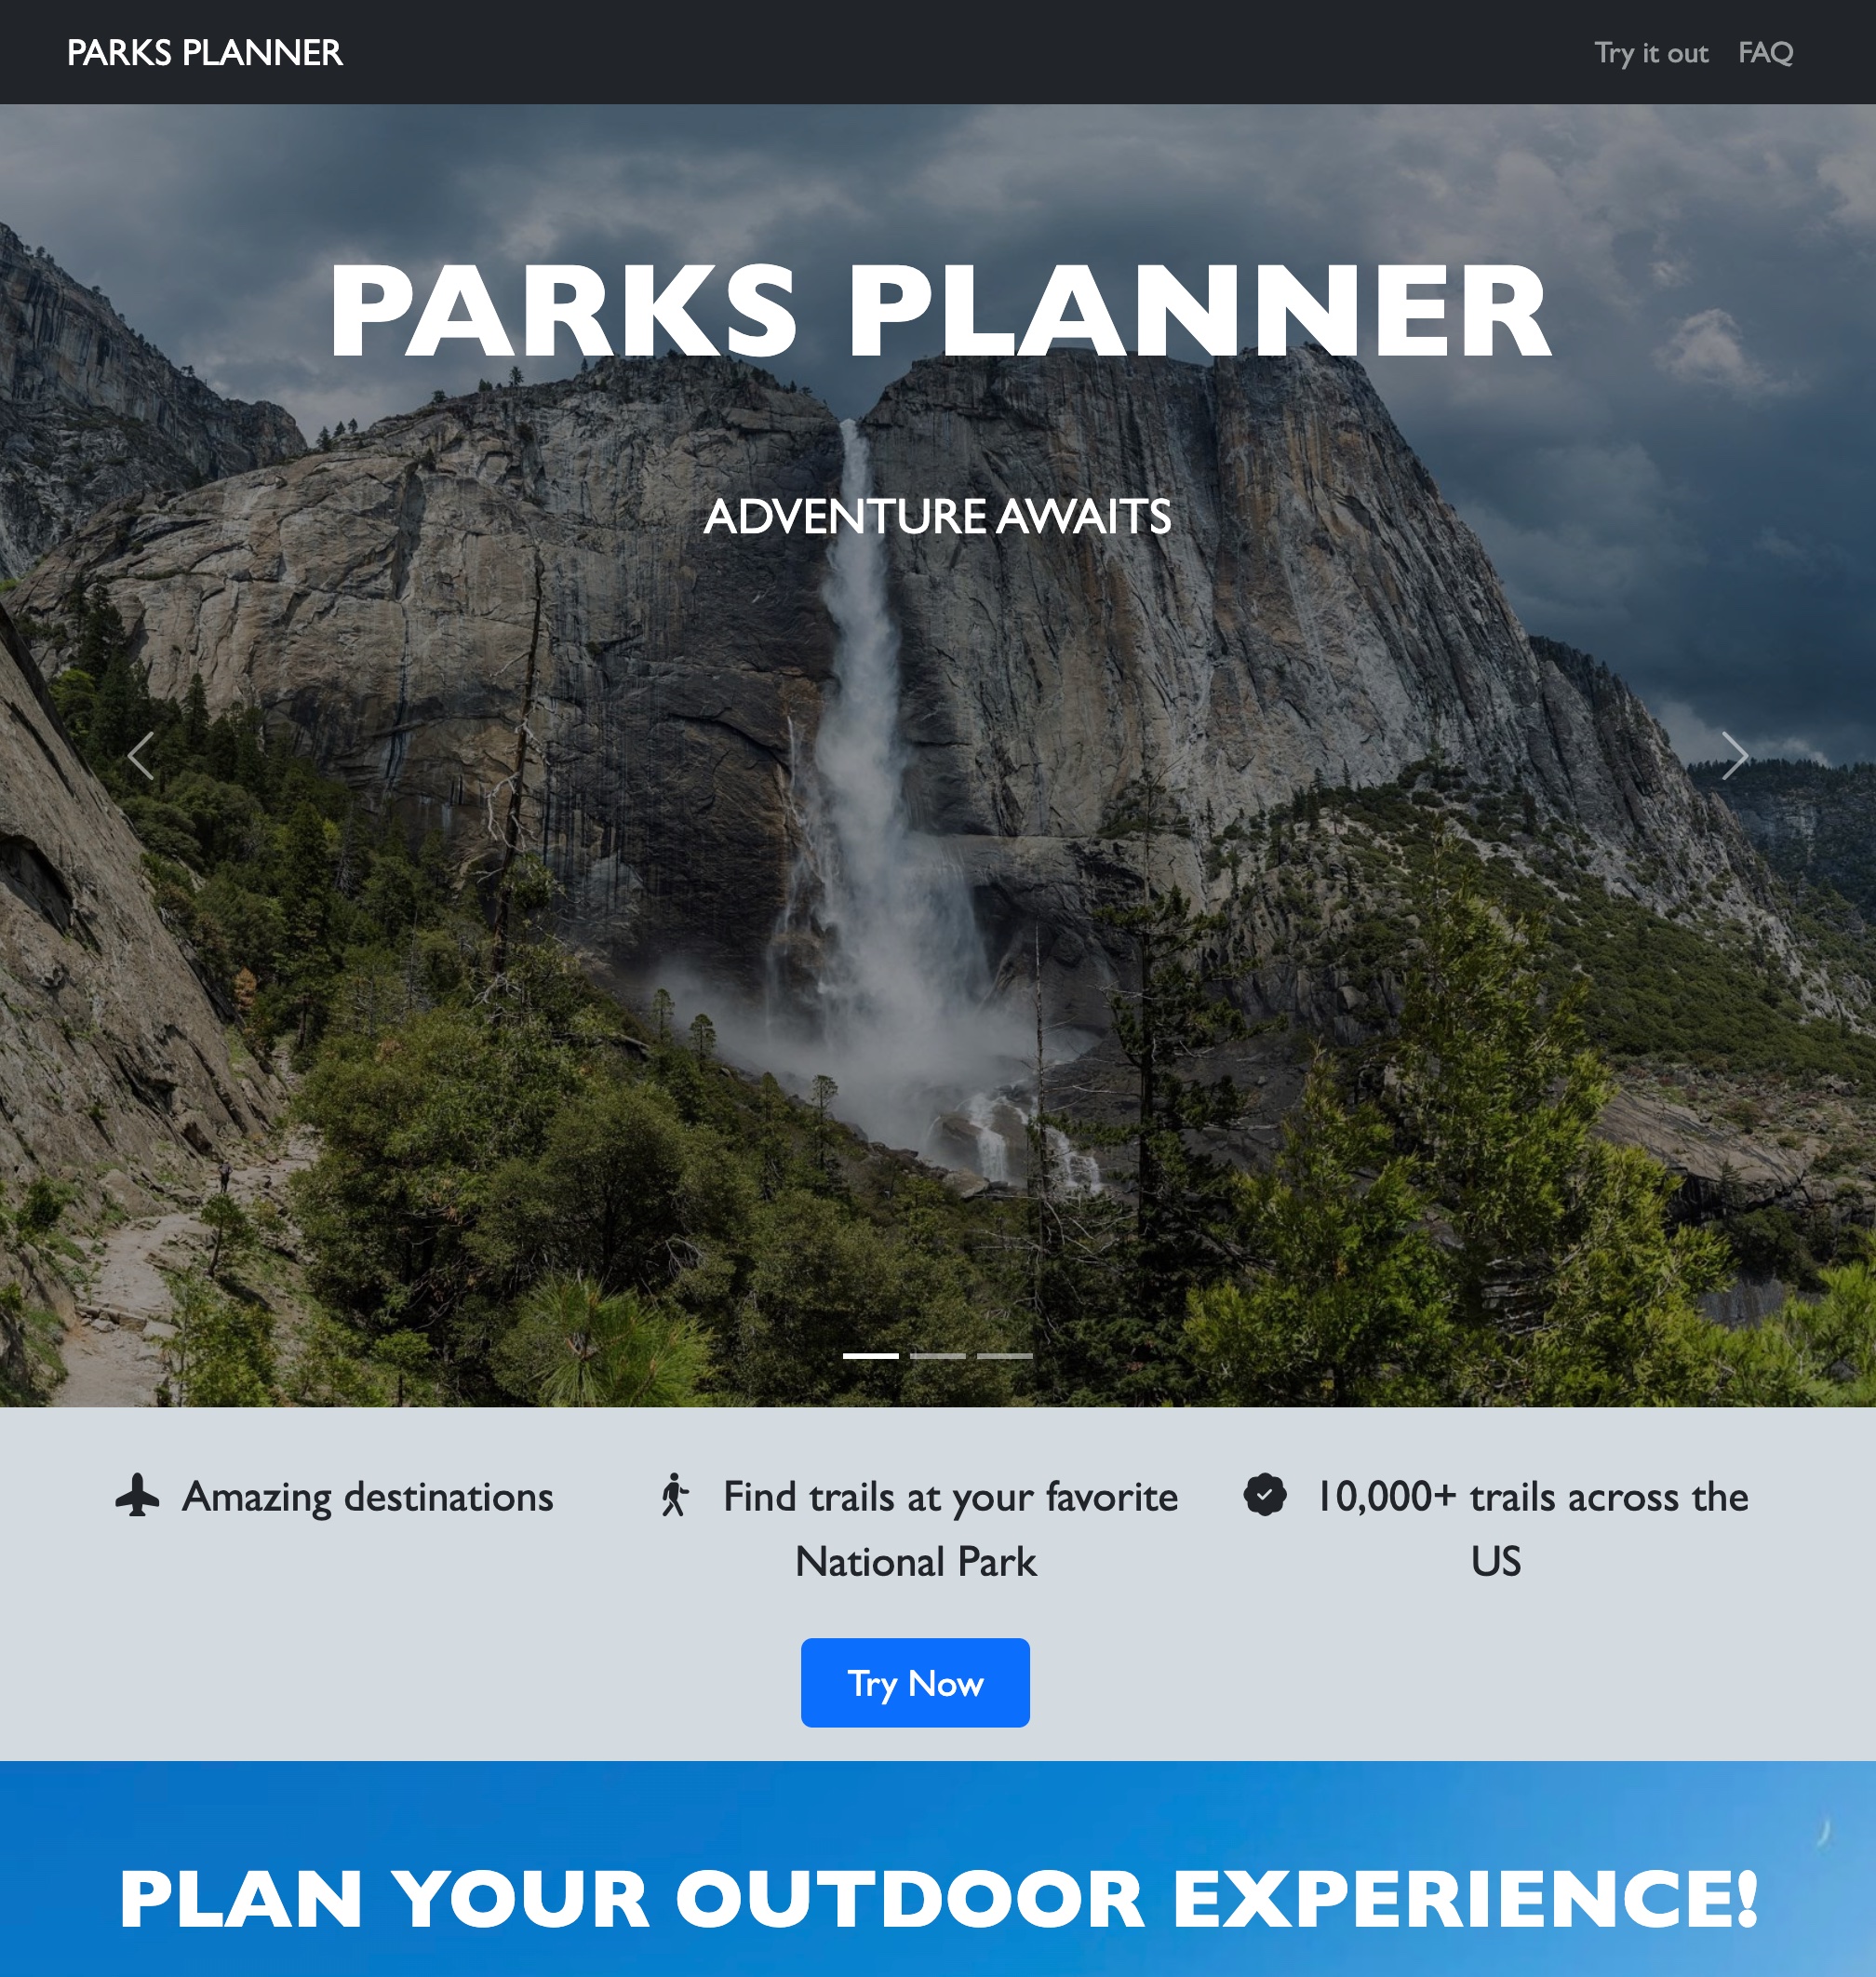 PARKS PLANNER
Try it out
FAQ
PARKS PLANNER
ADVENTURE AWAITS
Amazing destinations
Find trails at your favorite
National Park
10,000+ trails across the
US
Try Now
PLAN YOUR OUTDOOR EXPERIENCE!